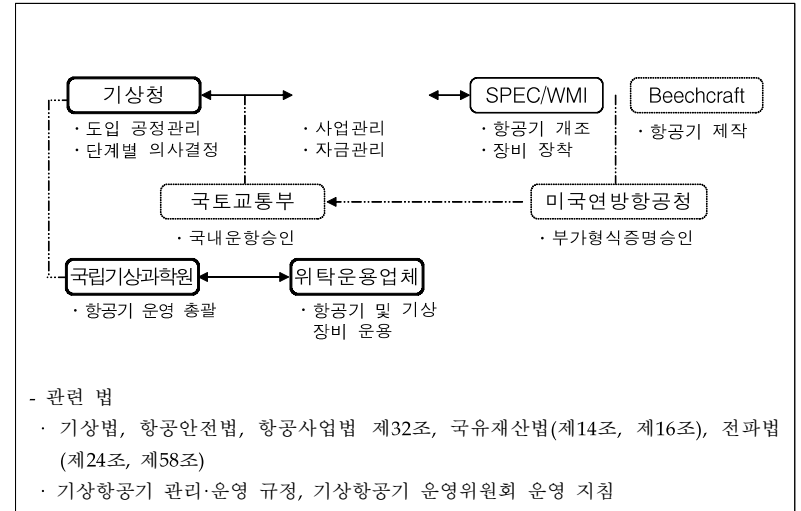 기상청
SPEC/WMI
Beechcraft
· 도입 공정관리
· 단계별 의사결정
· 사업관리
· 자금관리
· 항공기 개조
· 장비 장착
· 항공기 제작
국토교통부
미국연방항공청
· 국내운항승인
· 부가형식증명승인
국립기상과학원
위탁운용업체
· 항공기 운영 총괄
· 항공기 및 기상
장비 운용
- 관련 법
· 기상법, 항공안전법, 항공사업법 제32조, 국유재산법(제14조, 제16조), 전파법
(제24조, 제58조)
· 기상항공기 관리·운영 규정, 기상항공기 운영위원회 운영 지침